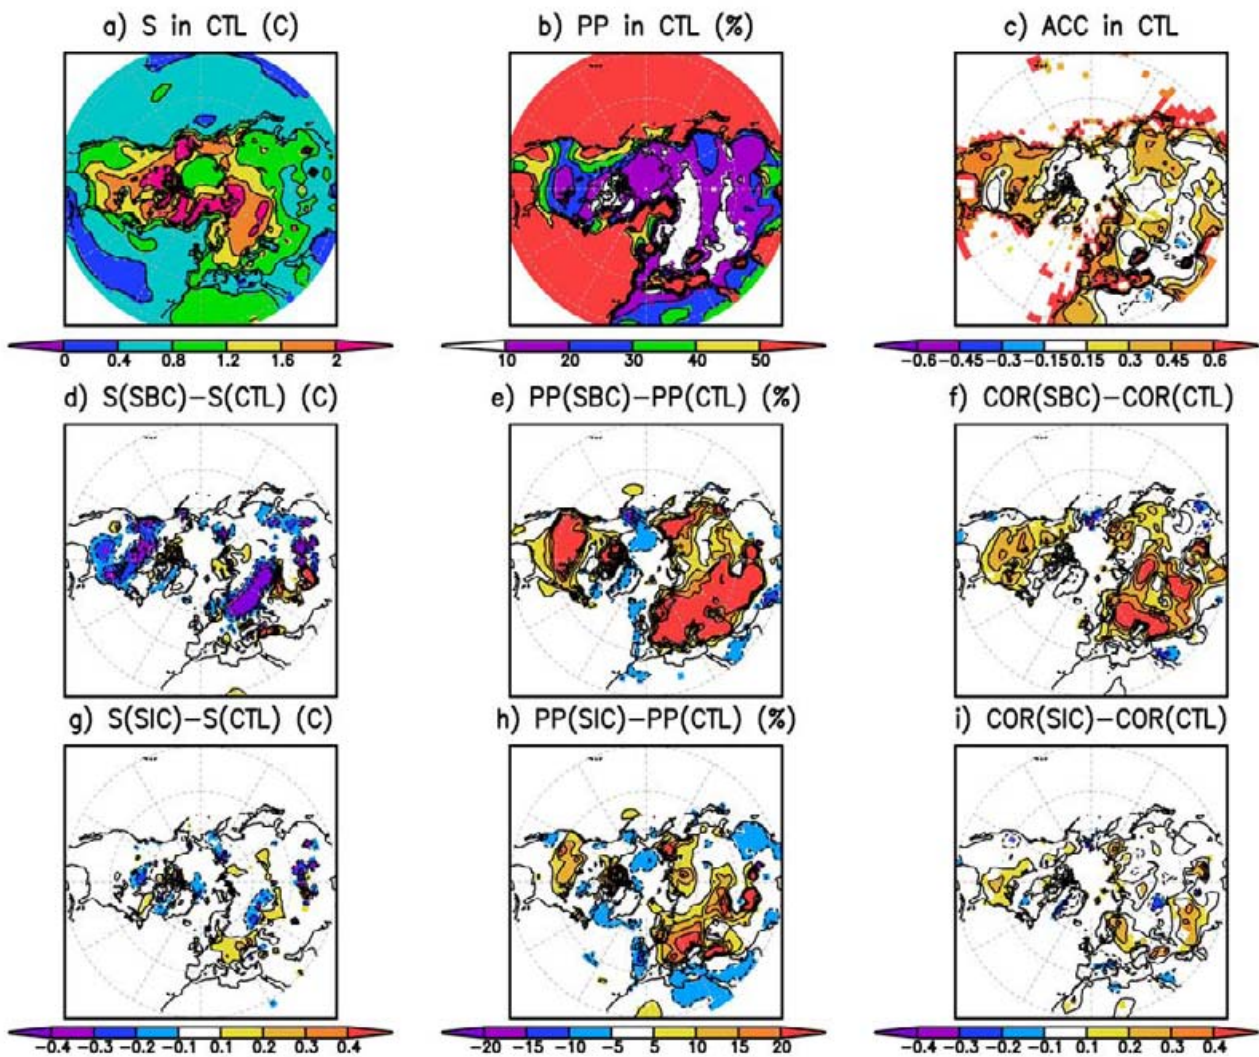 a) S in CTL (C)
b) PP in CTL (%)
c) ACC in CTL
0 0.4 0.8 1.2 1.6 2
10 20 30 40 50
-0.6 -0.45 -0.3 -0.15 0.15 0.3 0.45 0.6
d) S(SBC)-S(CTL) (C)
e) PP(SBC)-PP(CTL) (%)
f) COR(SBC)-COR(CTL)
g) S(SIC)-S(CTL) (C)
h) PP(SIC)-PP(CTL) (%)
i) COR(SIC)-COR(CTL)
-0.4 -0.3 -0.2 -0.1 0.1 0.2 0.3 0.4
-20 -15 -10 -5 5 10 15 20
-0.4 -0.3 -0.2 -0.1 0.1 0.2 0.3 0.4